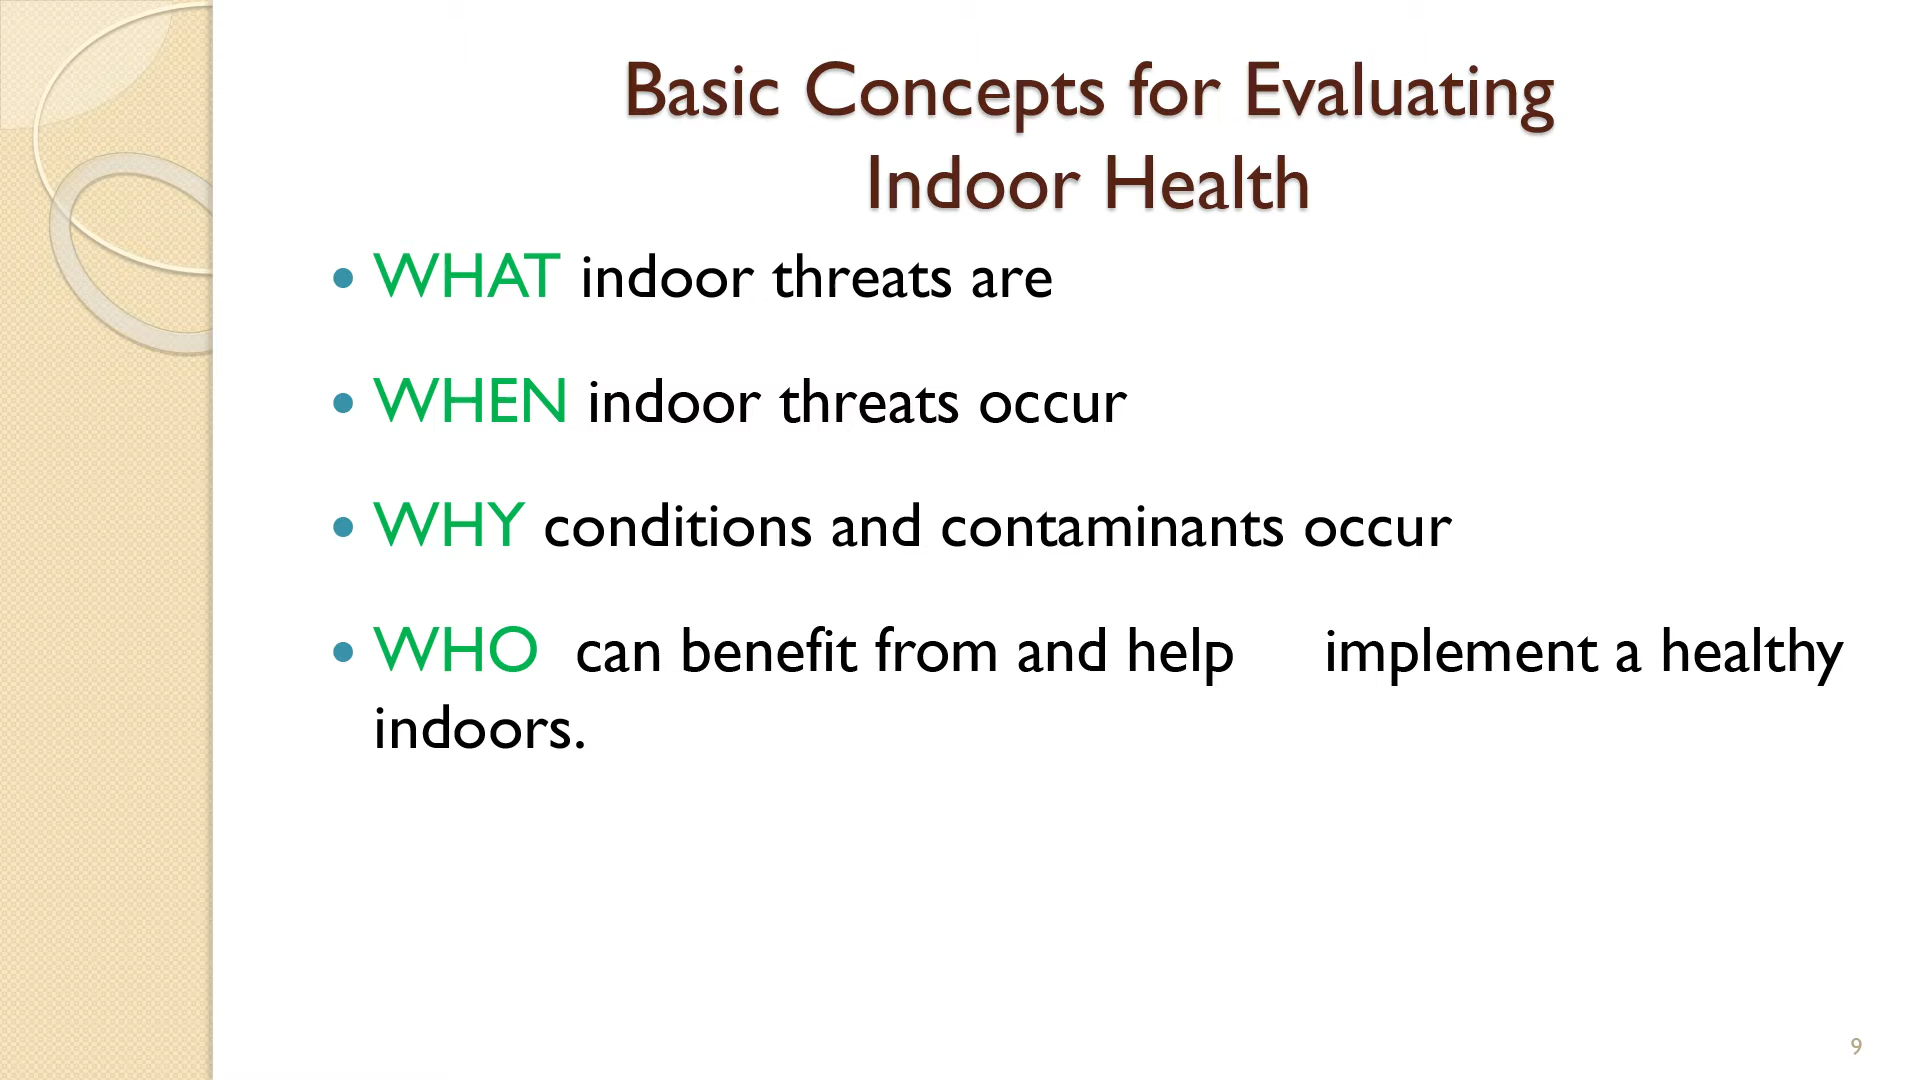 Basic Concepts for Evaluating
Indoor Health
• WHAT indoor threats are
• WHEN indoor threats occur
• WHY conditions and contaminants occur
• WHO  can benefit from and help     implement a healthy
indoors.
9